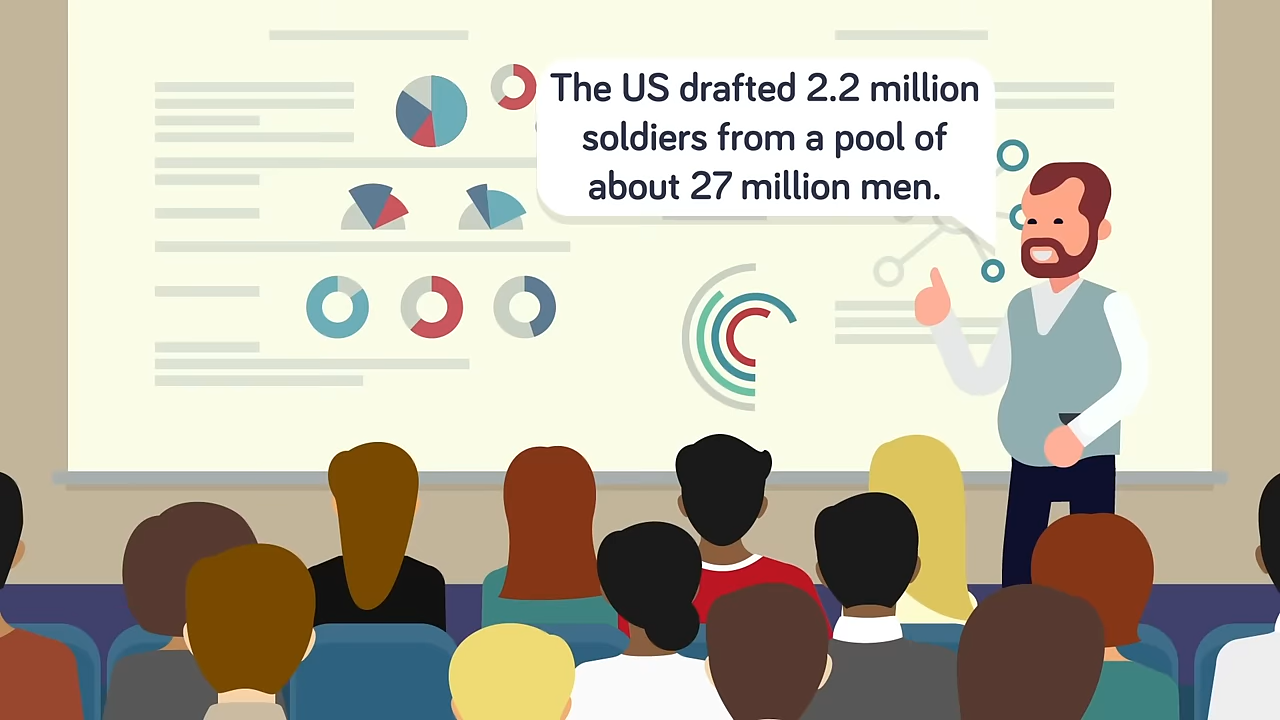 The US drafted 2.2 million
soldiers from a pool of
about 27 million men.